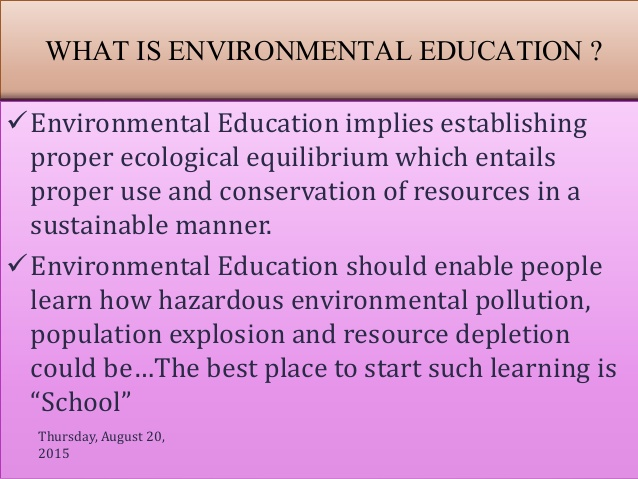 WHAT IS ENVIRONMENTAL EDUCATION ?
✓Environmental Education implies establishing
proper ecological equilibrium which entails
proper use and conservation of resources in a
sustainable manner.
✓Environmental Education should enable people
learn how hazardous environmental pollution,
population explosion and resource depletion
could be...The best place to start such learning is
“School”
Thursday, August 20,
2015